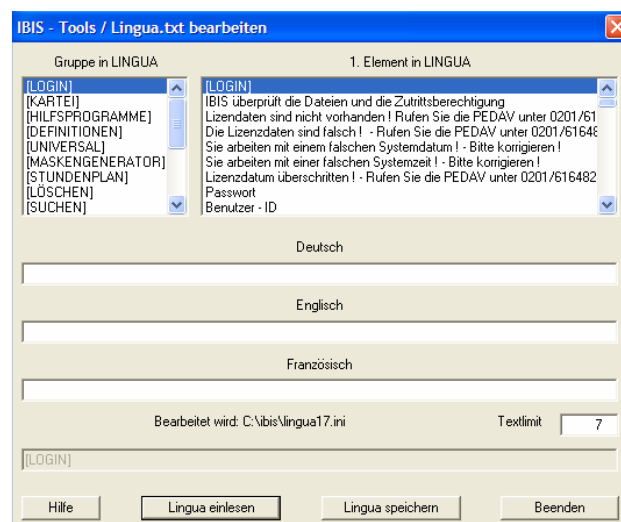 IBIS - Tools / Lingua.txt bearbeiten
Gruppe in LINGUA
1. Element in LINGUA
[LOGIN]
[KARTEI]
[HILFSPROGRAMME]
[DEFINITIONEN]
[UNIVERSAL]
[MASKENGENERATOR]
[STUNDENPLAN]
[LÖSCHEN]
[SUCHEN]
[LOGIN]
IBIS überprüft die Dateien und die Zutrittsberechtigung
Lizendaten sind nicht vorhanden ! Rufen Sie die PEDAV unter 0201/61
Die Lizenzdaten sind falsch ! - Rufen Sie die PEDAV unter 0201/61648
Sie arbeiten mit einem falschen Systemdatum ! - Bitte korrigieren !
Sie arbeiten mit einer falschen Systemzeit ! - Bitte korrigieren !
Lizenzdatum überschritten ! - Rufen Sie die PEDAV unter 0201/616482
Passwort
Benutzer - ID
Deutsch
Englisch
Französisch
Bearbeitet wird: C:\ibis\lingua17.ini
Textlimit
7
[LOGIN]
Hilfe
Lingua einlesen
Lingua speichern
Beenden